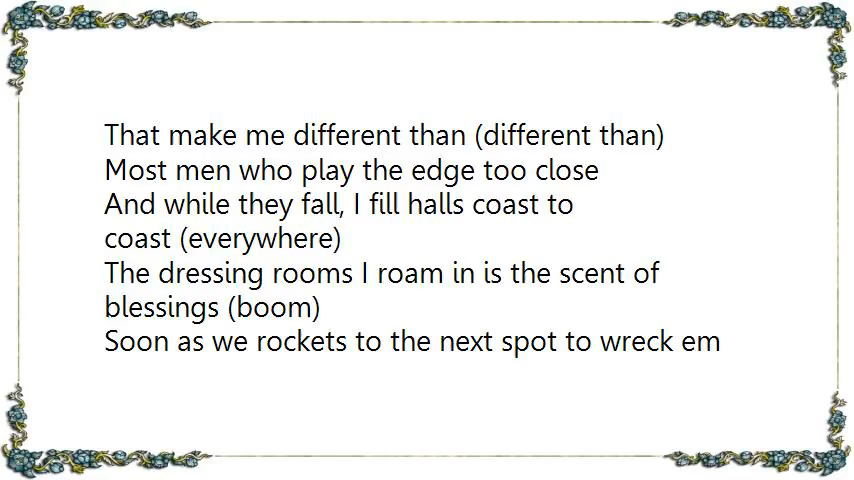 That make me different than (different than)
Most men who play the edge too close
And while they fall, I fill halls coast to
coast (everywhere)
The dressing rooms I roam in is the scent of
blessings (boom)
Soon as we rockets to the next spot to wreck em